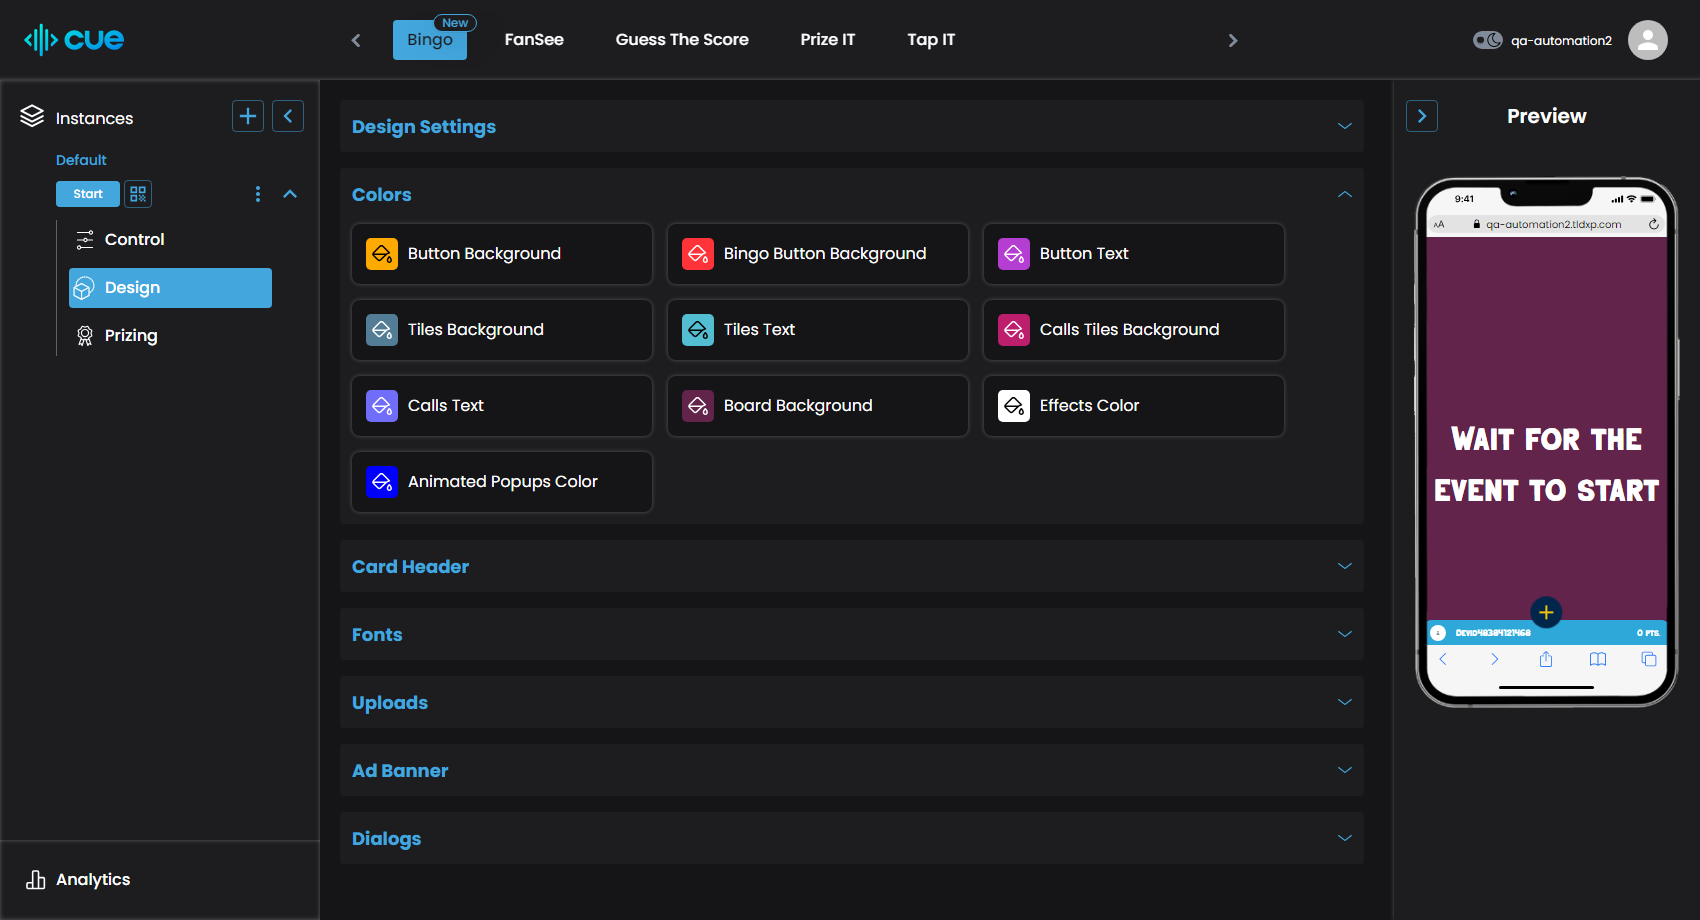 cue
Bingo
New
FanSee
Guess The Score
Prize IT
Tap IT
qa-automation2
Instances
Default
Start
Control
Design
Prizing
Analytics
Design Settings
Colors
Button Background
Bingo Button Background
Button Text
Tiles Background
Tiles Text
Calls Tiles Background
Calls Text
Board Background
Effects Color
Animated Popups Color
Card Header
Fonts
Uploads
Ad Banner
Dialogs
Preview
9:41
AA
qa-automation2.tldxp.com
WAIT FOR THE
EVENT TO START
0 PTS.